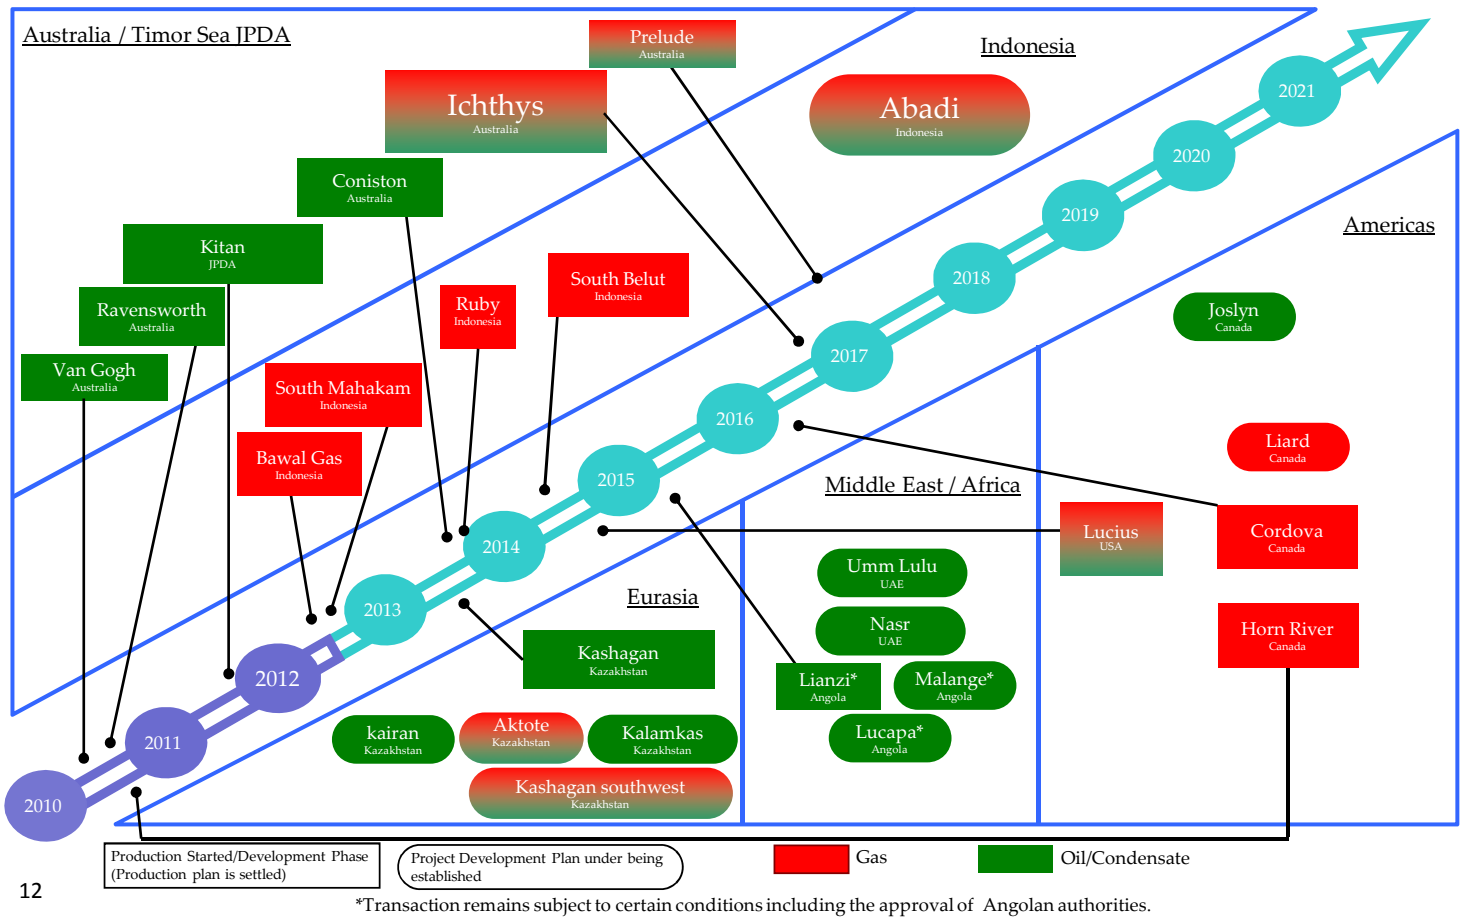 Australia / Timor Sea JPDA
Prelude
Australia
Indonesia
Ichthys
Australia
Abadi
Indonesia
2021
2020
Coniston
Australia
2019
Americas
Kitan
JPDA
2018
South Belut
Indonesia
Ravensworth
Australia
Ruby
Indonesia
Joslyn
Canada
2017
Van Gogh
Australia
South Mahakam
Indonesia
2016
Liard
Canada
Bawal Gas
Indonesia
2015
Middle East / Africa
Lucius
USA
Cordova
Canada
2014
Umm Lulu
UAE
Eurasia
2013
Nasr
UAE
Horn River
Canada
Kashagan
Kazakhstan
2012
Lianzi*
Angola
Malange*
Angola
2011
kairan
Kazakhstan
Aktote
Kazakhstan
Kalamkas
Kazakhstan
Lucapa*
Angola
Kashagan southwest
Kazakhstan
2010
Production Started/Development Phase
(Production plan is settled)
Project Development Plan under being
established
Gas
Oil/Condensate
12
*Transaction remains subject to certain conditions including the approval of Angolan authorities.